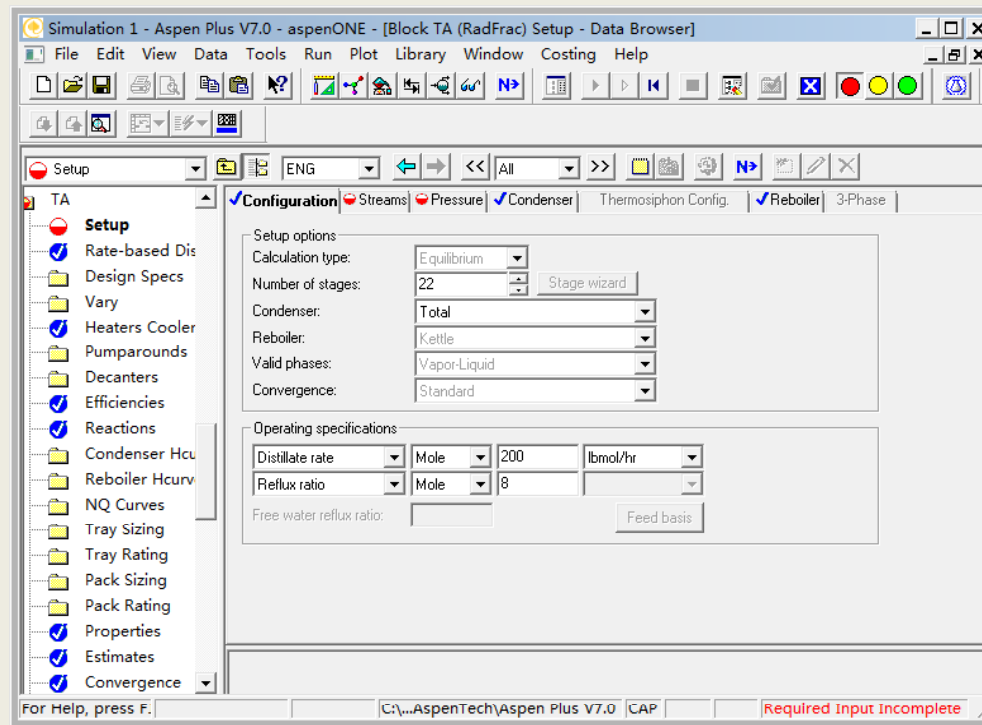 Simulation 1 - Aspen Plus V7.0 - aspenONE - [Block TA (RadFrac) Setup - Data Browser]
File Edit View Data Tools Run Plot Library Window Costing Help
N>
Setup ENG << All >> N>
TA
Setup
Rate-based Dis
Design Specs
Vary
Heaters Cooler
Pumparounds
Decanters
Efficiencies
Reactions
Condenser Hcu
Reboiler Hcurv
NQ Curves
Tray Sizing
Tray Rating
Pack Sizing
Pack Rating
Properties
Estimates
Convergence
Configuration Streams Pressure Condenser Thermosiphon Config. Reboiler 3-Phase
Setup options
Calculation type: Equilibrium
Number of stages: 22 Stage wizard
Condenser: Total
Reboiler: Kettle
Valid phases: Vapor-Liquid
Convergence: Standard
Operating specifications
Distillate rate Mole 200 lbmol/hr
Reflux ratio Mole 8
Free water reflux ratio: Feed basis
For Help, press F. C:\...AspenTech\Aspen Plus V7.0 CAP Required Input Incomplete